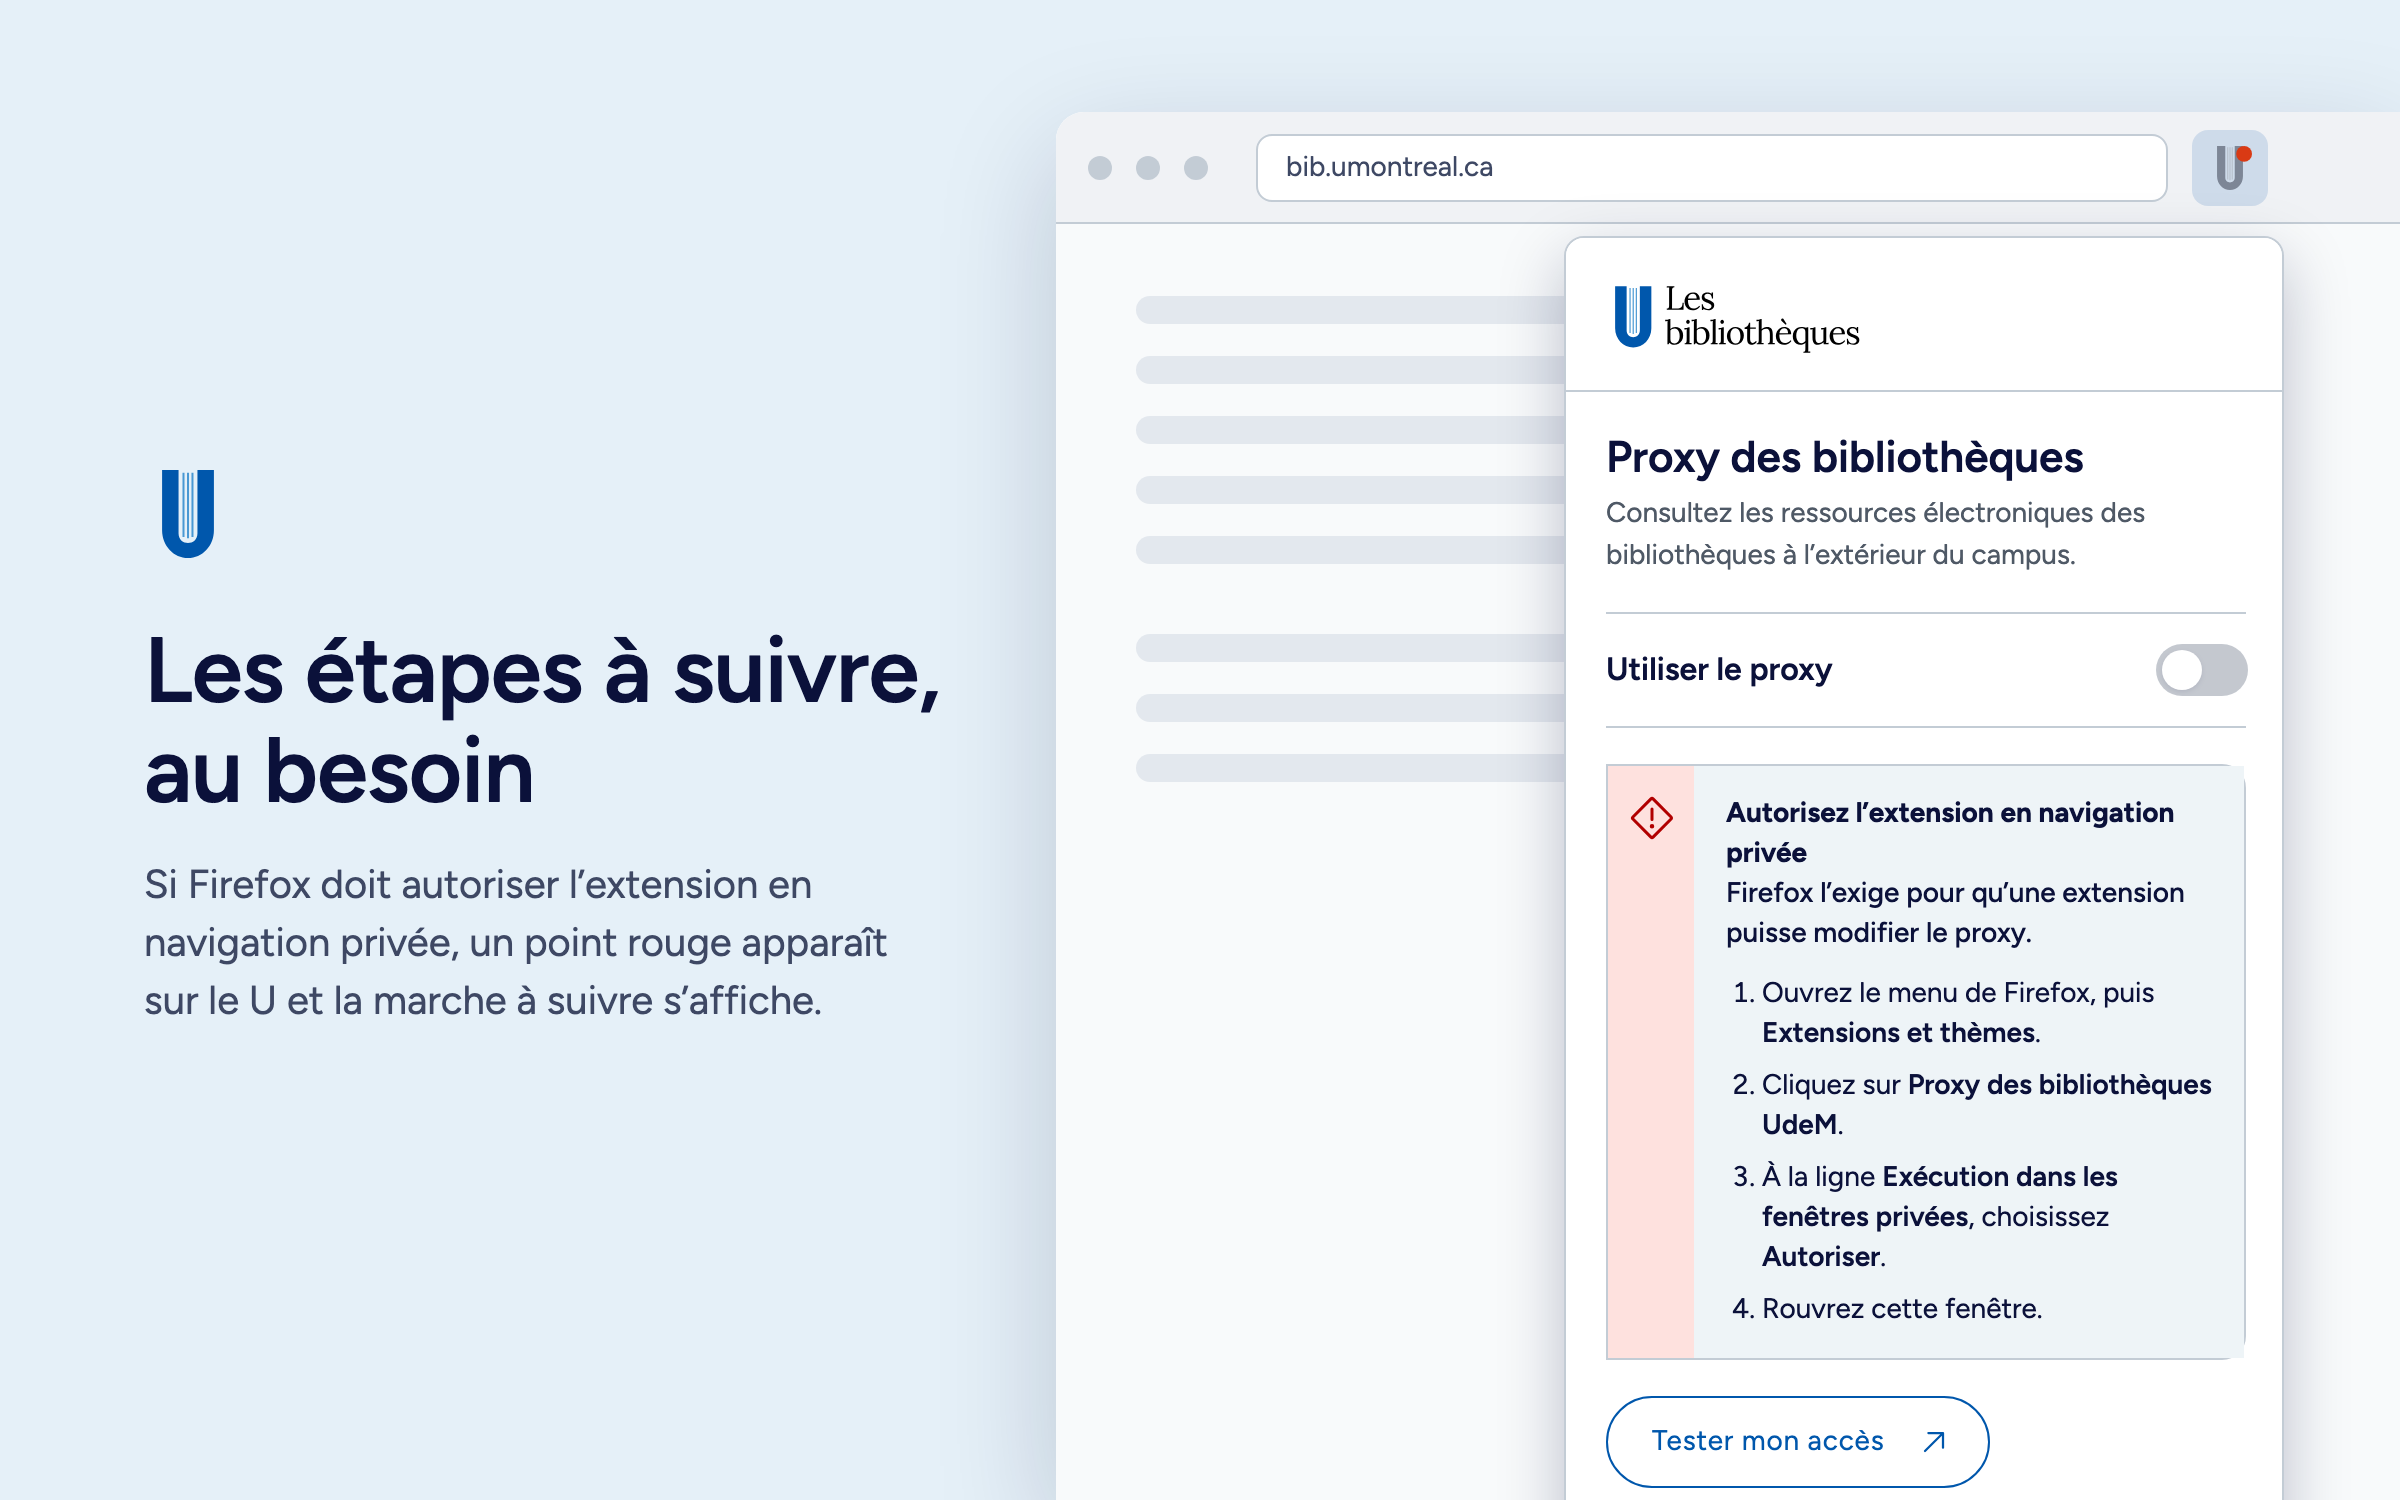 Les étapes à suivre,
au besoin
Si Firefox doit autoriser l’extension en
navigation privée, un point rouge apparaît
sur le U et la marche à suivre s’affiche.
bib.umontreal.ca
Les
bibliothèques
Proxy des bibliothèques
Consultez les ressources électroniques des
bibliothèques à l’extérieur du campus.
Utiliser le proxy
Autorisez l’extension en navigation
privée
Firefox l’exige pour qu’une extension
puisse modifier le proxy.
1. Ouvrez le menu de Firefox, puis
Extensions et thèmes.
2. Cliquez sur Proxy des bibliothèques
UdeM.
3. À la ligne Exécution dans les
fenêtres privées, choisissez
Autoriser.
4. Rouvrez cette fenêtre.
Tester mon accès